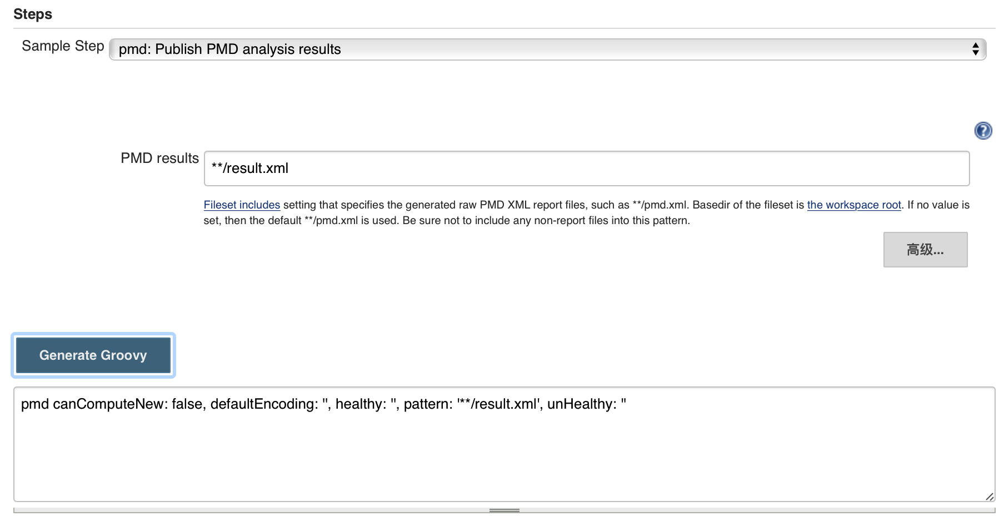 Steps
Sample Step pmd: Publish PMD analysis results
?
PMD results **/result.xml
Fileset includes setting that specifies the generated raw PMD XML report files, such as **/pmd.xml. Basedir of the fileset is the workspace root. If no value is
set, then the default **/pmd.xml is used. Be sure not to include any non-report files into this pattern.
高级...
Generate Groovy
pmd canComputeNew: false, defaultEncoding: '', healthy: '', pattern: '**/result.xml', unHealthy: ''